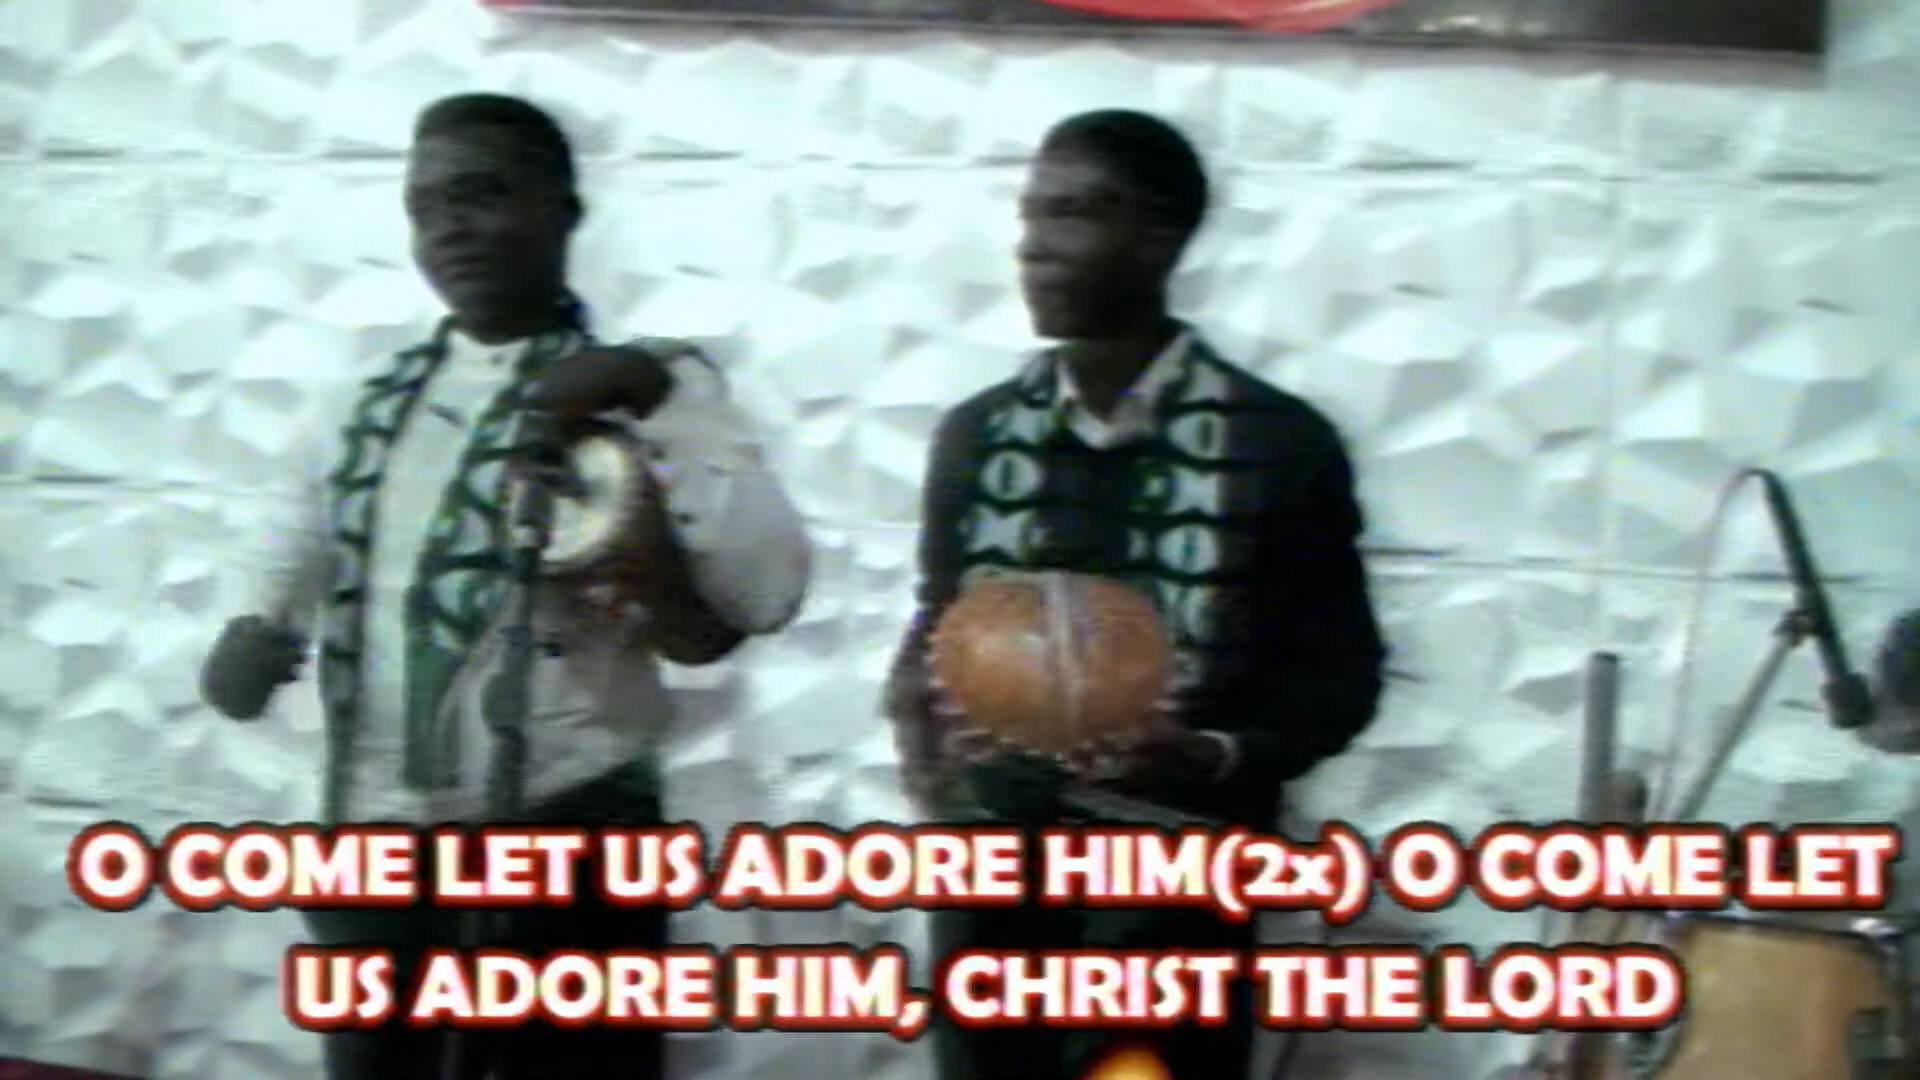 O COME LET US ADORE HIM(2x) O COME LET
US ADORE HIM, CHRIST THE LORD